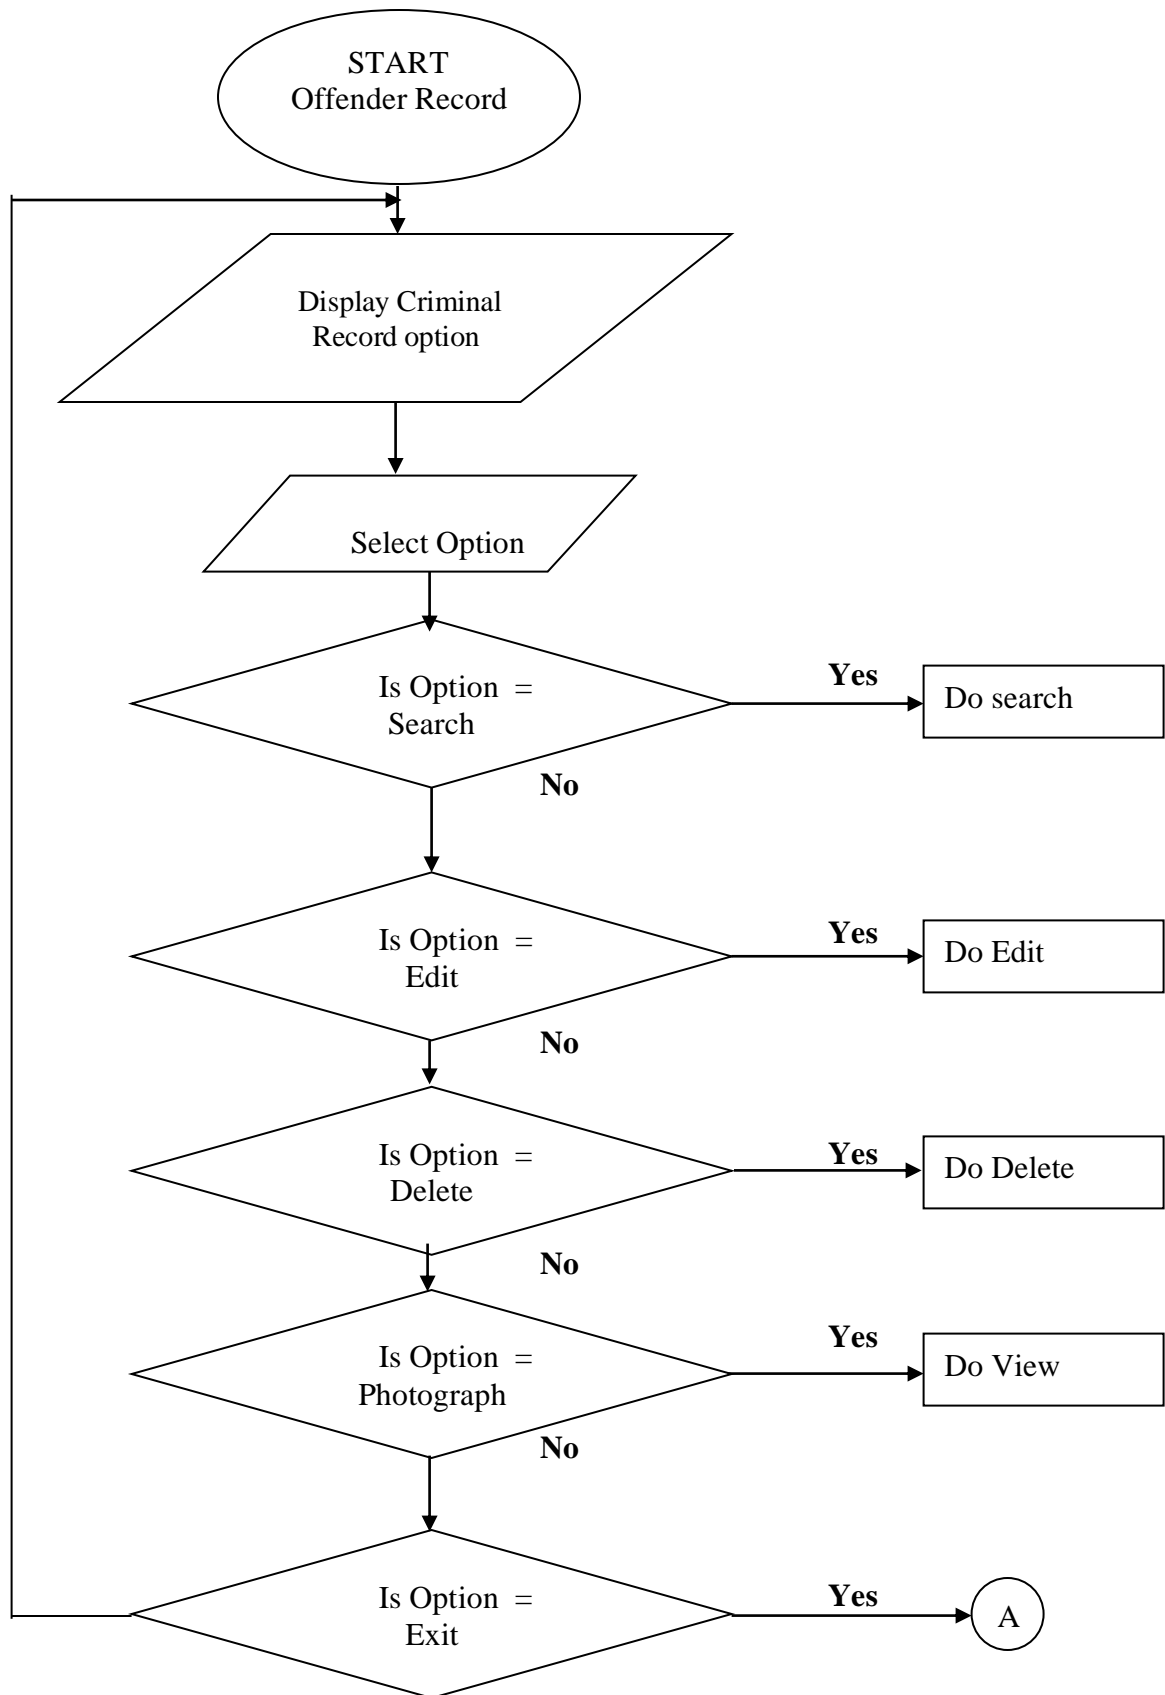 START
Offender Record
Display Criminal
Record option
Select Option
Is Option =
Search
Yes
Do search
No
Is Option =
Edit
Yes
Do Edit
No
Is Option =
Delete
Yes
Do Delete
No
Is Option =
Photograph
Yes
Do View
No
Is Option =
Exit
Yes
A